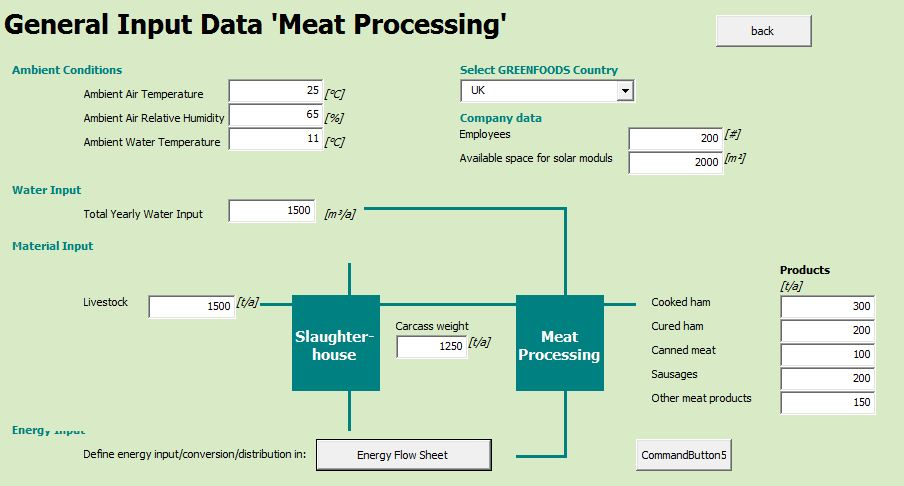 General Input Data 'Meat Processing'
back
Ambient Conditions
Ambient Air Temperature 25 [°C]
Ambient Air Relative Humidity 65 [%]
Ambient Water Temperature 11 [°C]
Select GREENFOODS Country
UK
Company data
Employees 200 [#]
Available space for solar moduls 2000 [m²]
Water Input
Total Yearly Water Input 1500 [m³/a]
Material Input
Livestock 1500 [t/a]
Slaughter-
house
Carcass weight
1250 [t/a]
Meat
Processing
Products
[t/a]
Cooked ham 300
Cured ham 200
Canned meat 100
Sausages 200
Other meat products 150
Energy Input
Define energy input/conversion/distribution in: Energy Flow Sheet
CommandButton5